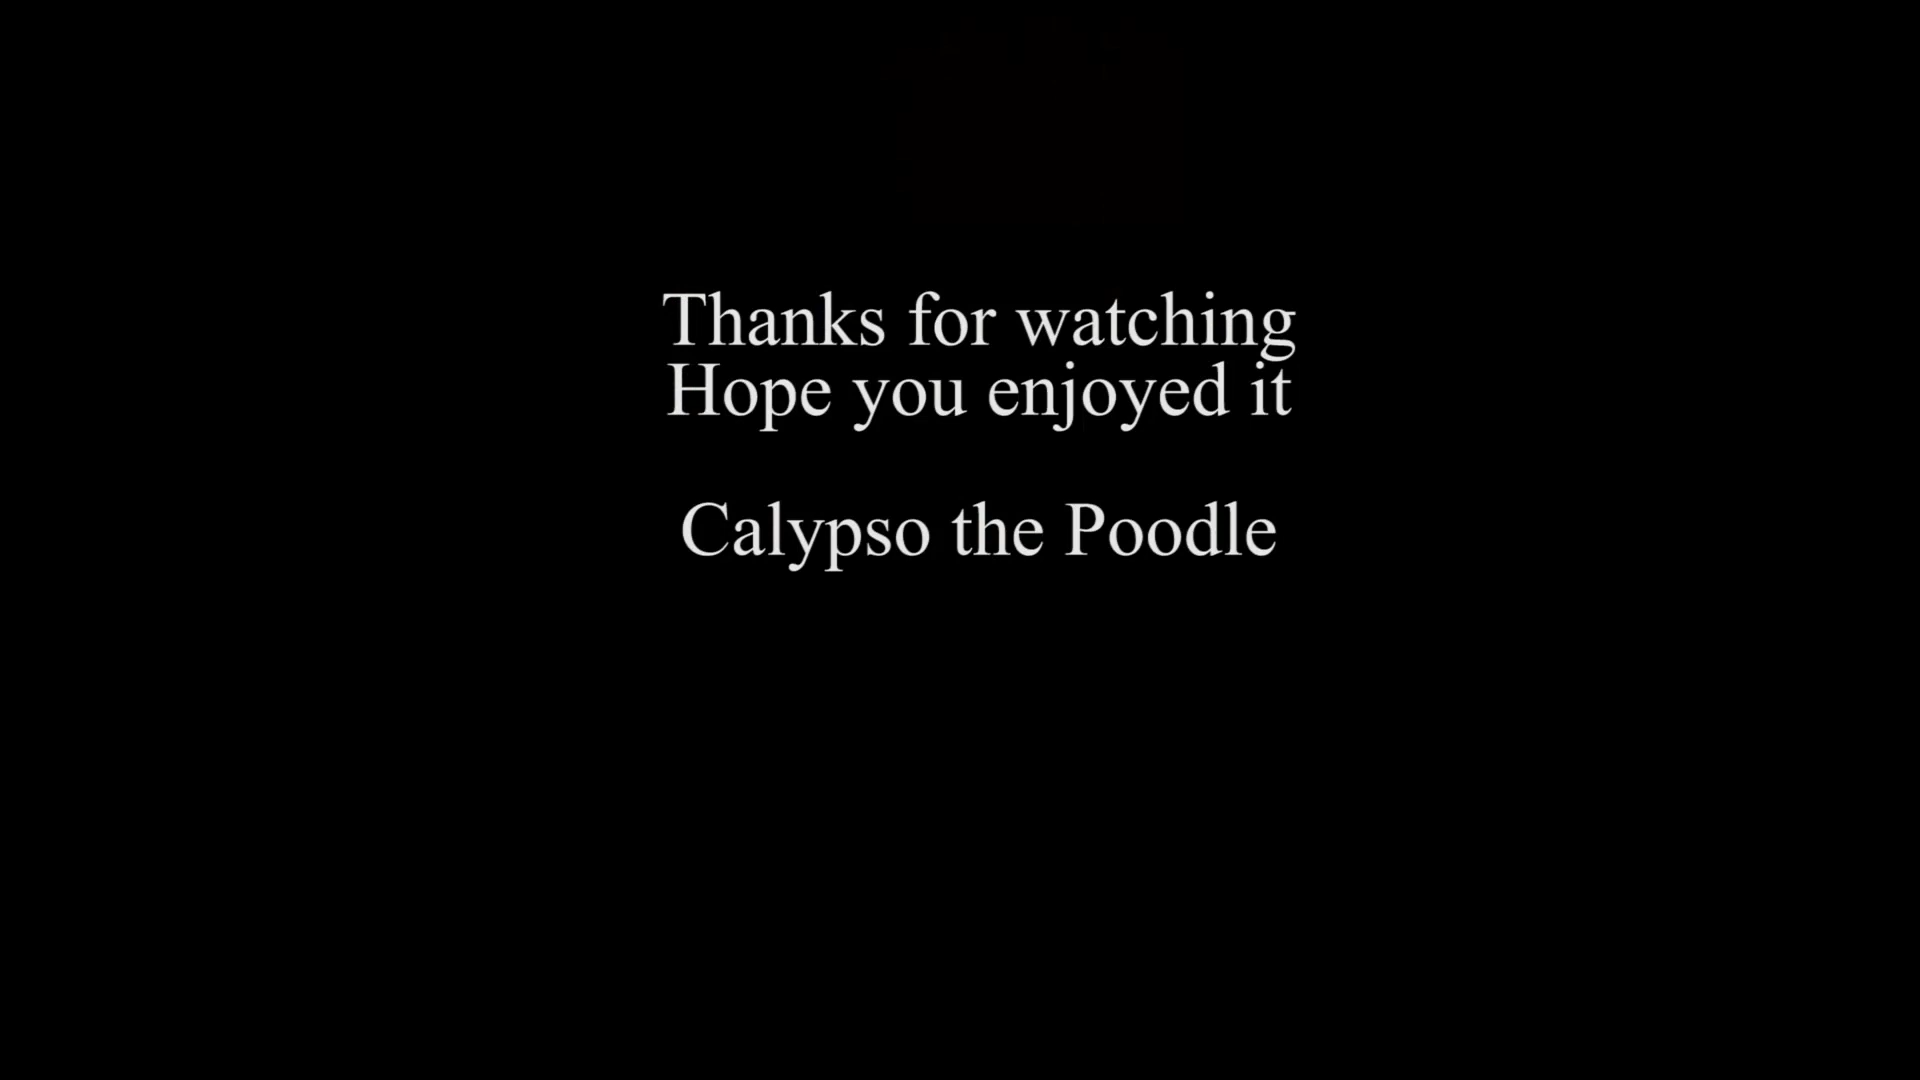 Thanks for watching
Hope you enjoyed it
Calypso the Poodle